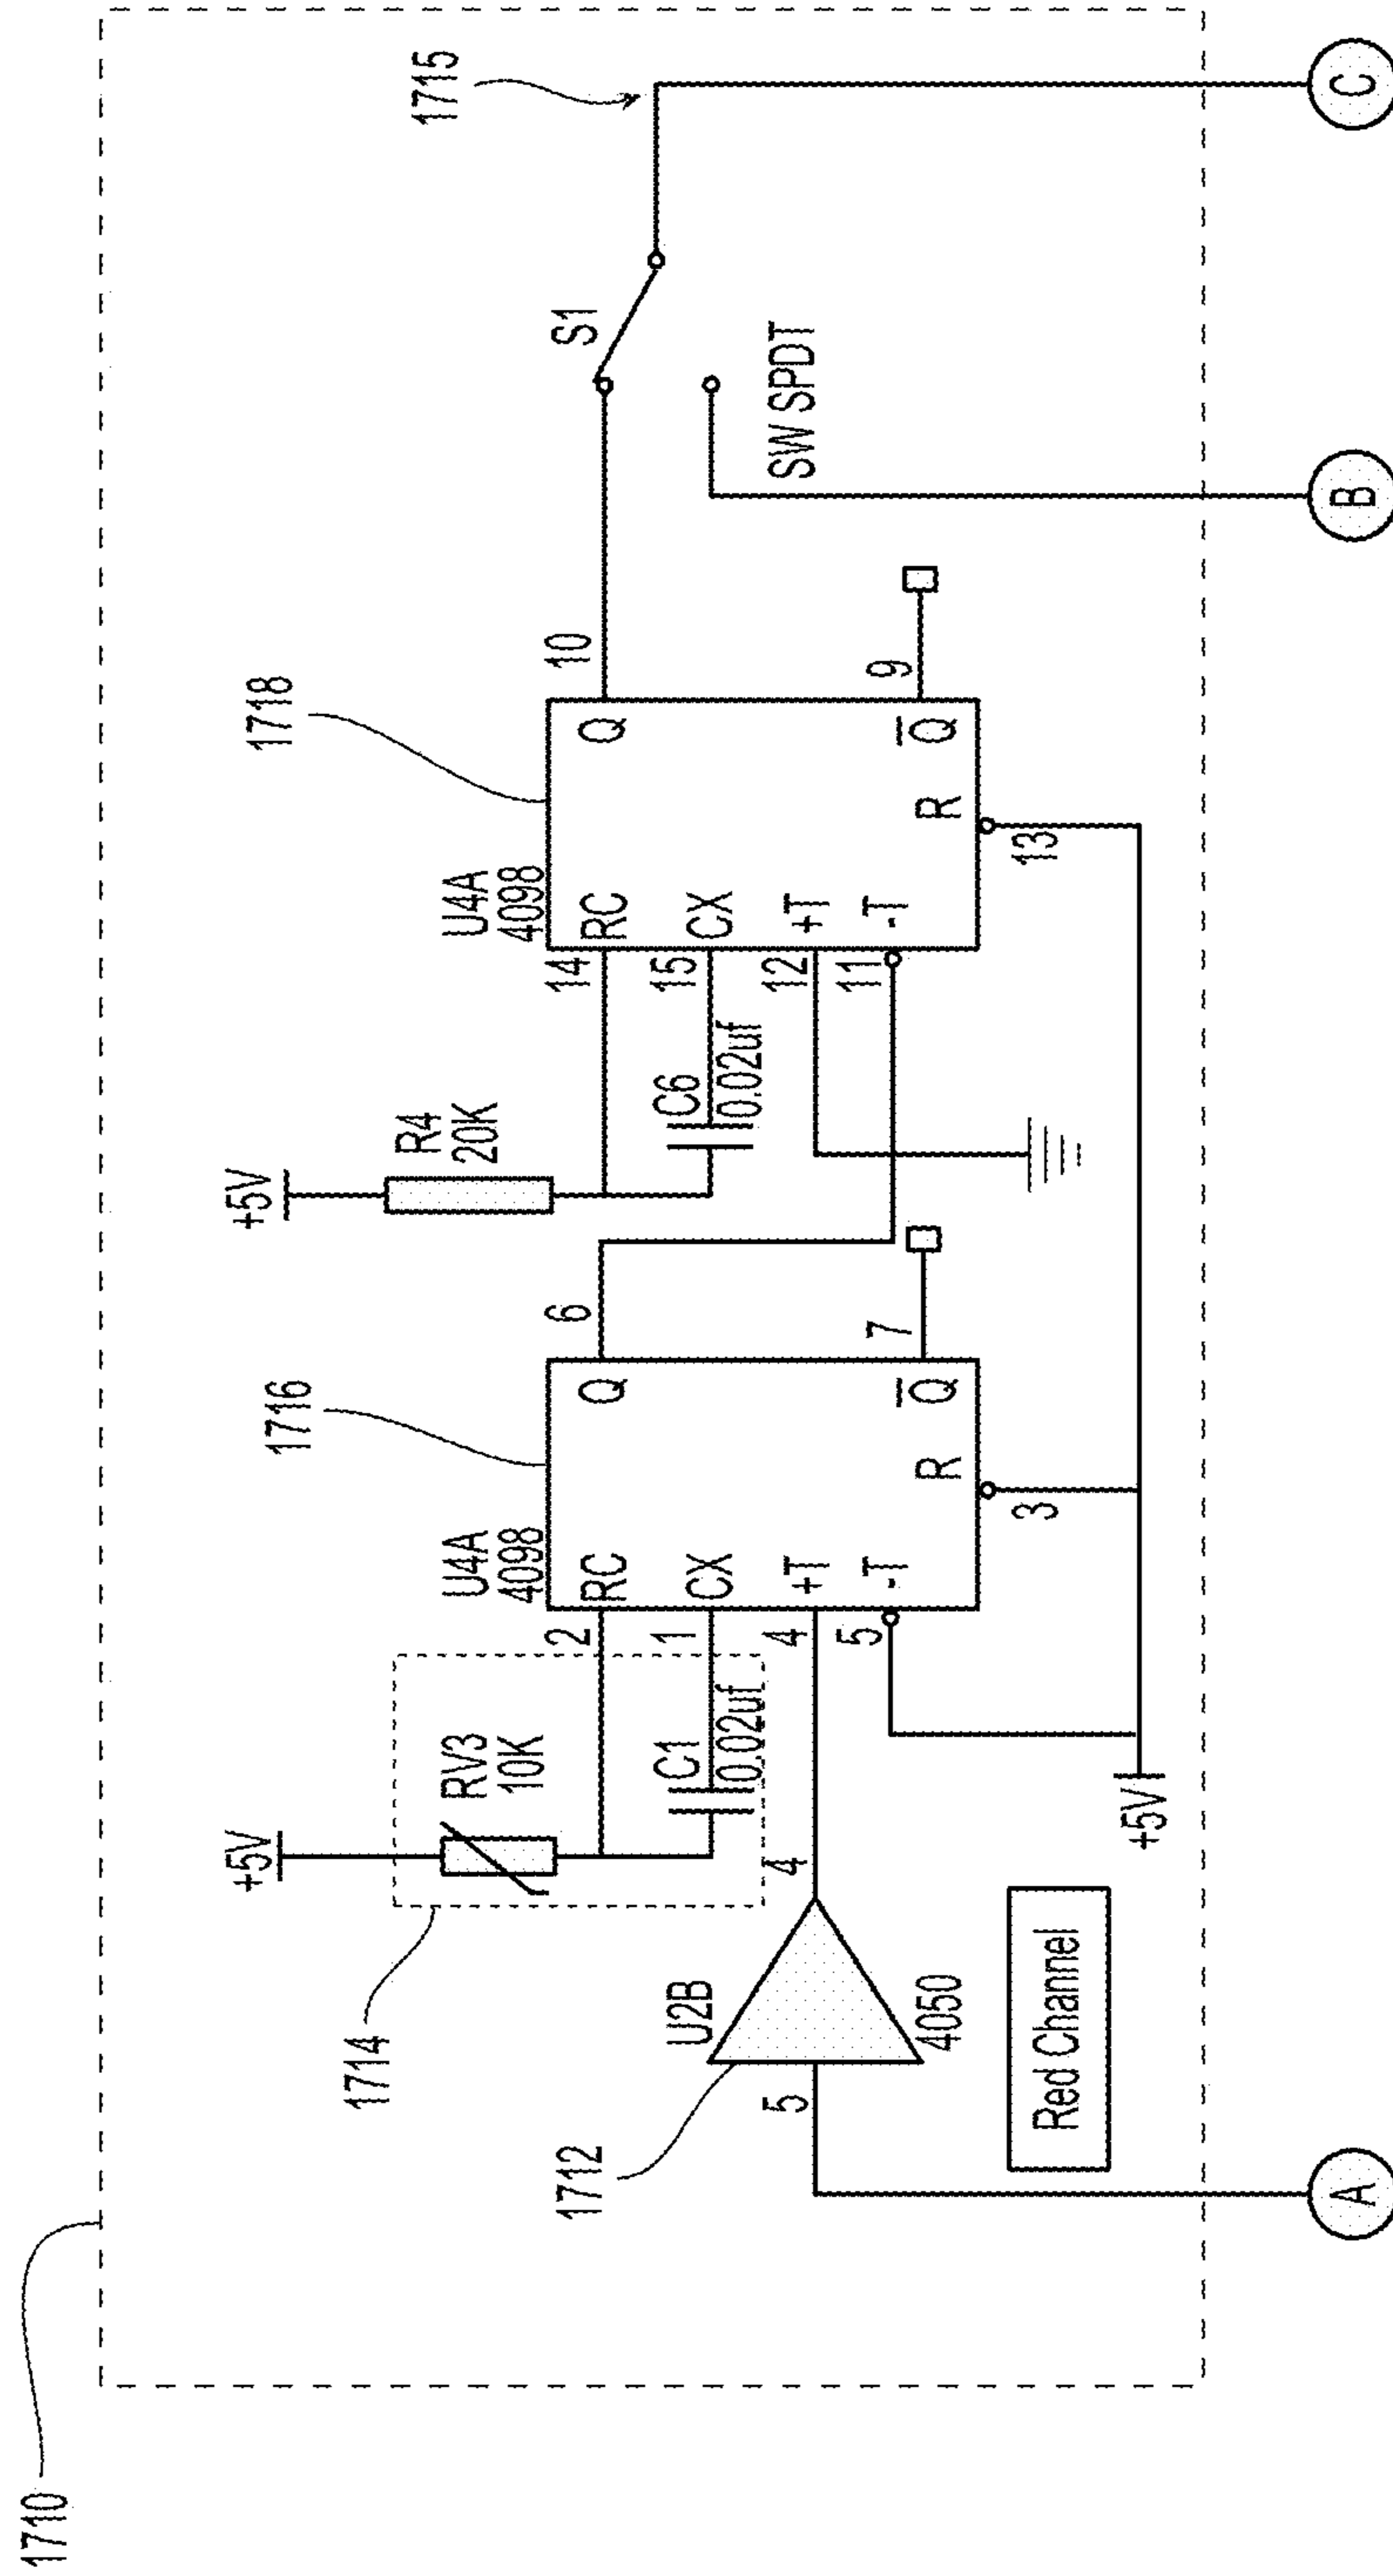 1710
1712
1714
1716
1718
1715
+5V
RV3
10K
C1
0.02uf
U2B
4050
5
4
Red Channel
+5V
U4A
4098
2
RC
1
CX
4
+T
5
-T
Q
6
Q
7
R
3
+5V
R4
20K
C6
0.02uf
U4A
4098
14
RC
15
CX
12
+T
11
-T
Q
10
Q
9
R
13
S1
SW SPDT
A
B
C